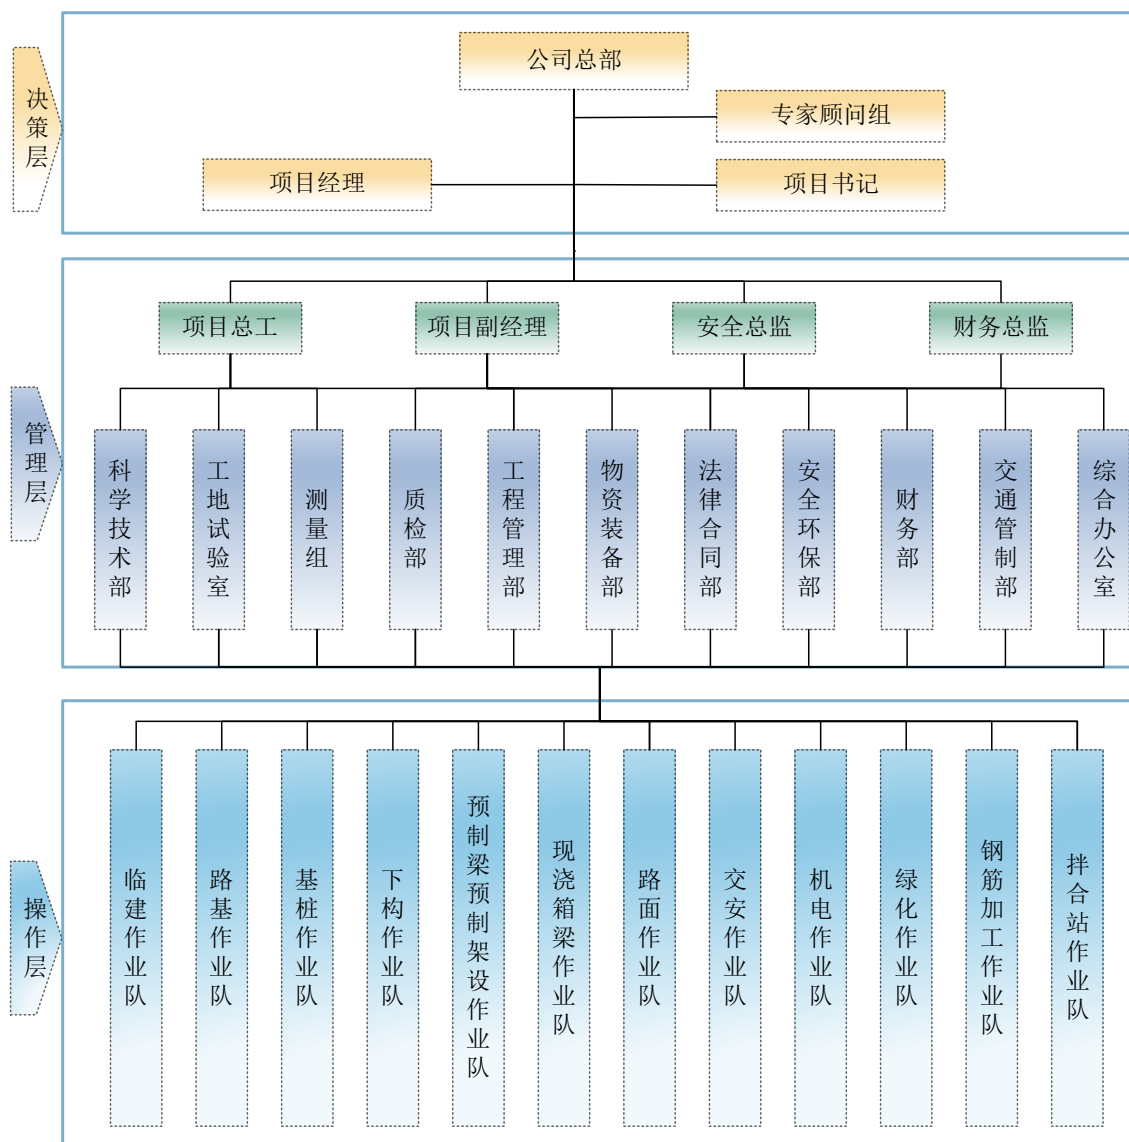 决策层
公司总部
专家顾问组
项目经理
项目书记
管理层
项目总工
项目副经理
安全总监
财务总监
科学技术部
工地试验室
测量组
质检部
工程管理部
物资装备部
法律合同部
安全环保部
财务部
交通管制部
综合办公室
操作层
临建作业队
路基作业队
基桩作业队
下构作业队
预制梁预制架设作业队
现浇箱梁作业队
路面作业队
交安作业队
机电作业队
绿化作业队
钢筋加工作业队
拌合站作业队